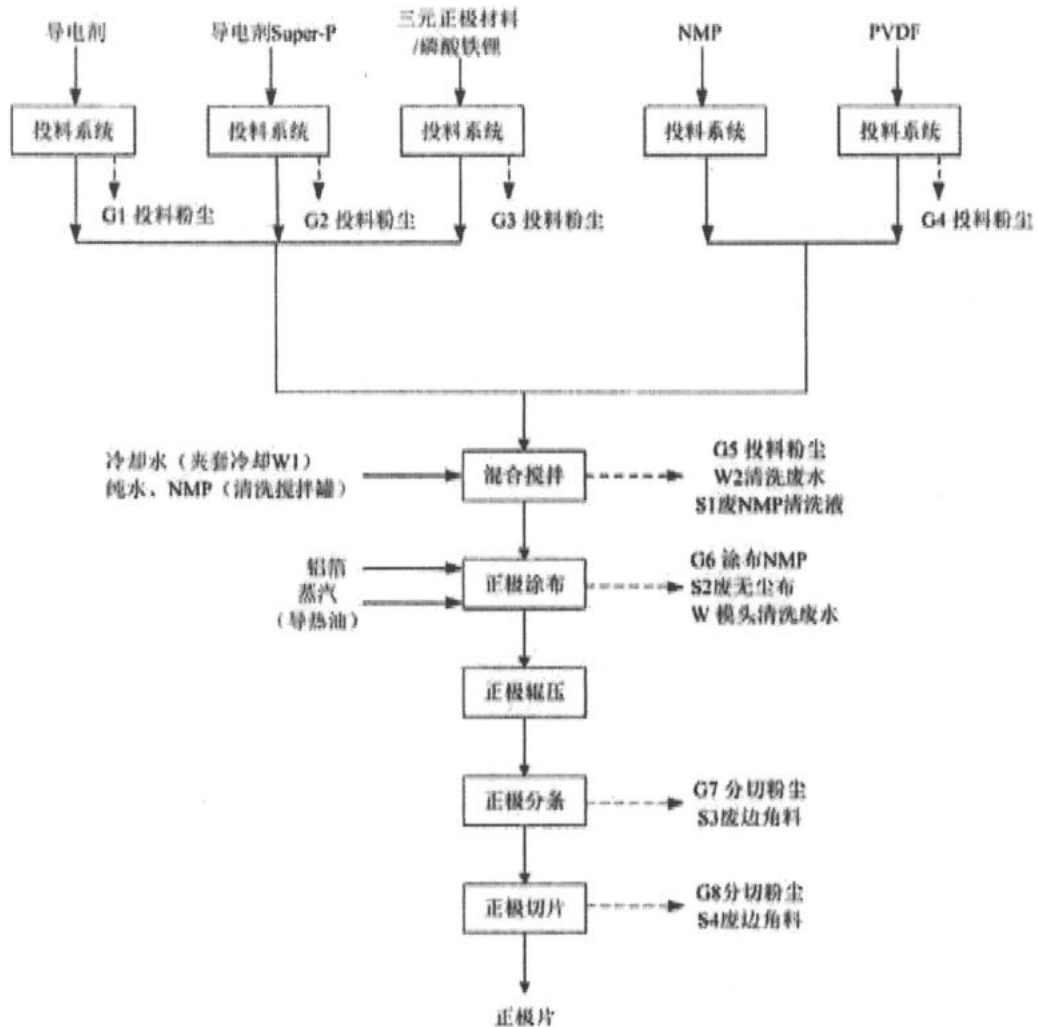 导电剂
导电剂Super-P
三元正极材料
/磷酸铁锂
NMP
PVDF
投料系统
投料系统
投料系统
投料系统
投料系统
G1 投料粉尘
G2 投料粉尘
G3 投料粉尘
G4 投料粉尘
冷却水（夹套冷却W1）
纯水、NMP（清洗搅拌罐）
混合搅拌
G5 投料粉尘
W2清洗废水
S1废NMP清洗液
铝箔
蒸汽
（导热油）
正极涂布
G6 涂布NMP
S2废无尘布
W 模头清洗废水
正极辊压
正极分条
G7 分切粉尘
S3废边角料
正极切片
G8分切粉尘
S4废边角料
正极片